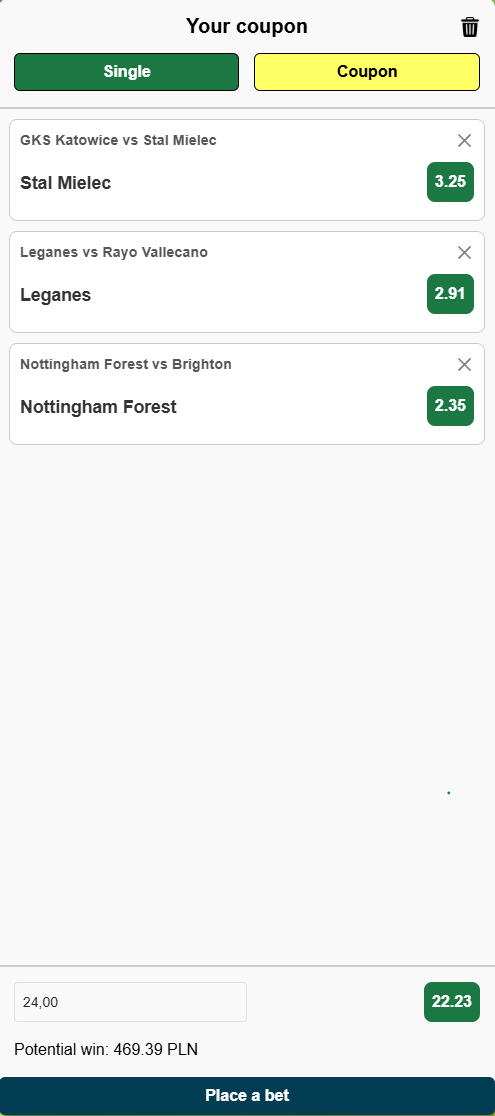 Your coupon
Single
Coupon
GKS Katowice vs Stal Mielec
Stal Mielec
3.25
Leganes vs Rayo Vallecano
Leganes
2.91
Nottingham Forest vs Brighton
Nottingham Forest
2.35
24,00
22.23
Potential win: 469.39 PLN
Place a bet